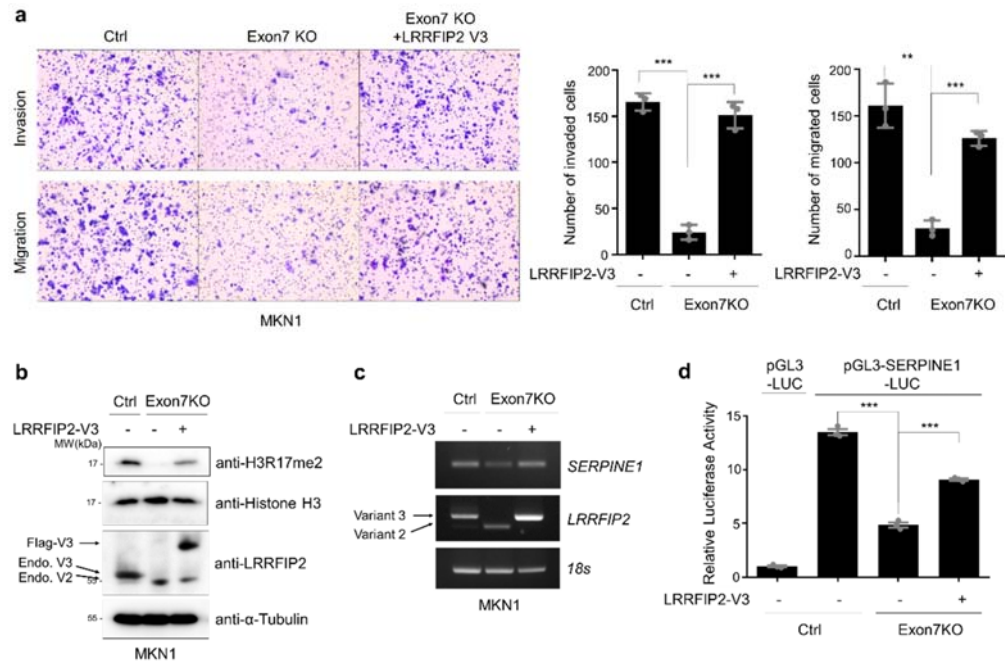 a
Ctrl
Exon7 KO
Exon7 KO
+LRRFIP2 V3
Invasion
Migration
MKN1
Number of invaded cells
200
150
100
50
0
***
***
LRRFIP2-V3
- - +
Ctrl Exon7KO
Number of migrated cells
200
150
100
50
0
**
***
- - +
Ctrl Exon7KO
b
Ctrl Exon7KO
LRRFIP2-V3 - - +
MW(kDa)
17 anti-H3R17me2
17 anti-Histone H3
Flag-V3
Endo. V3
Endo. V2
anti-LRRFIP2
55 anti-α-Tubulin
MKN1
c
Ctrl Exon7KO
LRRFIP2-V3 - - +
SERPINE1
Variant 3
Variant 2
LRRFIP2
18s
MKN1
d
pGL3
-LUC
pGL3-SERPINE1
-LUC
Relative Luciferase Activity
15
10
5
0
***
***
LRRFIP2-V3 - - - +
Ctrl Exon7KO